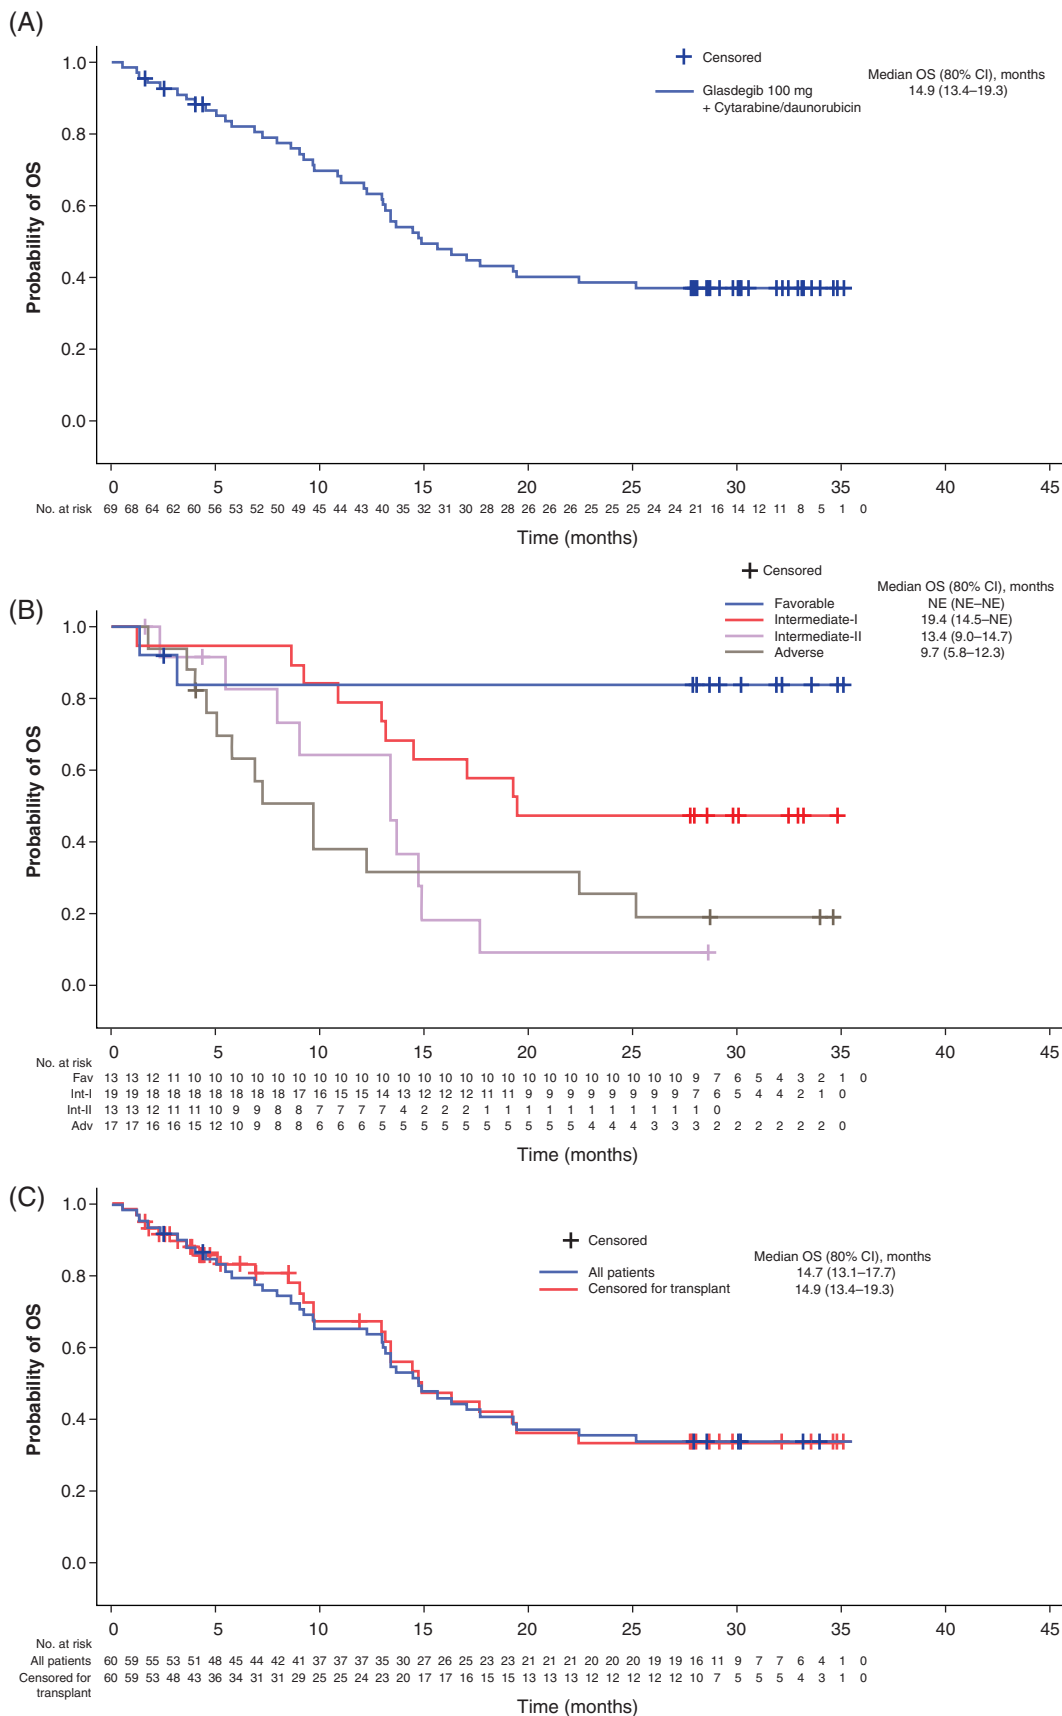 (A)
Censored
Median OS (80% CI), months
Glasdegib 100 mg 14.9 (13.4–19.3)
+ Cytarabine/daunorubicin
Probability of OS
1.0
0.8
0.6
0.4
0.2
0.0
0 5 10 15 20 25 30 35 40 45
No. at risk 69 68 64 62 60 56 53 52 50 49 45 44 43 40 35 32 31 30 28 28 26 26 26 25 25 25 24 24 21 16 14 12 11 8 5 1 0
Time (months)
(B)
Censored
Median OS (80% CI), months
Favorable NE (NE–NE)
Intermediate-I 19.4 (14.5–NE)
Intermediate-II 13.4 (9.0–14.7)
Adverse 9.7 (5.8–12.3)
Probability of OS
1.0
0.8
0.6
0.4
0.2
0.0
0 5 10 15 20 25 30 35 40 45
No. at risk
Fav 13 13 12 11 10 10 10 10 10 10 10 10 10 10 10 10 10 10 10 10 10 10 10 10 10 10 10 10 9 7 6 5 4 3 2 1 0
Int-I 19 19 18 18 18 18 18 18 18 17 16 15 15 14 13 12 12 12 11 11 9 9 9 9 9 9 9 9 7 6 5 4 4 2 1 0
Int-II 13 13 12 11 11 10 9 9 8 8 7 7 7 7 4 2 2 2 1 1 1 1 1 1 1 1 1 1 1 0
Adv 17 17 16 16 15 12 10 9 8 8 6 6 6 5 5 5 5 5 5 5 5 5 5 4 4 4 3 3 3 2 2 2 2 2 2 0
Time (months)
(C)
Censored
Median OS (80% CI), months
All patients 14.7 (13.1–17.7)
Censored for transplant 14.9 (13.4–19.3)
Probability of OS
1.0
0.8
0.6
0.4
0.2
0.0
0 5 10 15 20 25 30 35 40 45
No. at risk
All patients 60 59 55 53 51 48 45 44 42 41 37 37 37 35 30 27 26 25 23 23 21 21 21 20 20 20 19 19 16 11 9 7 7 6 4 1 0
Censored for 60 59 53 48 43 36 34 31 31 29 25 25 24 23 20 17 17 16 15 15 13 13 13 12 12 12 12 12 10 7 5 5 5 4 3 1 0
transplant
Time (months)